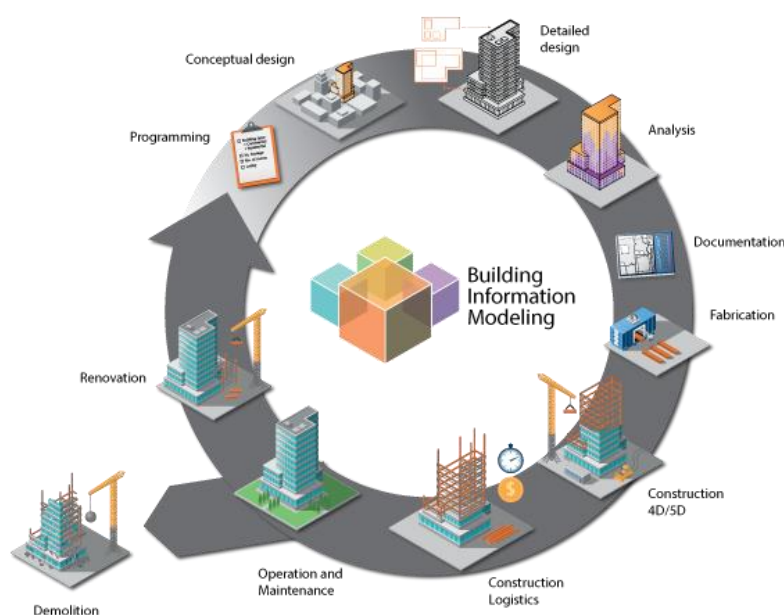 Conceptual design
Detailed
design
Programming
Analysis
Documentation
Building
Information
Modeling
Fabrication
Renovation
Construction
4D/5D
Operation and
Maintenance
Construction
Logistics
Demolition
$